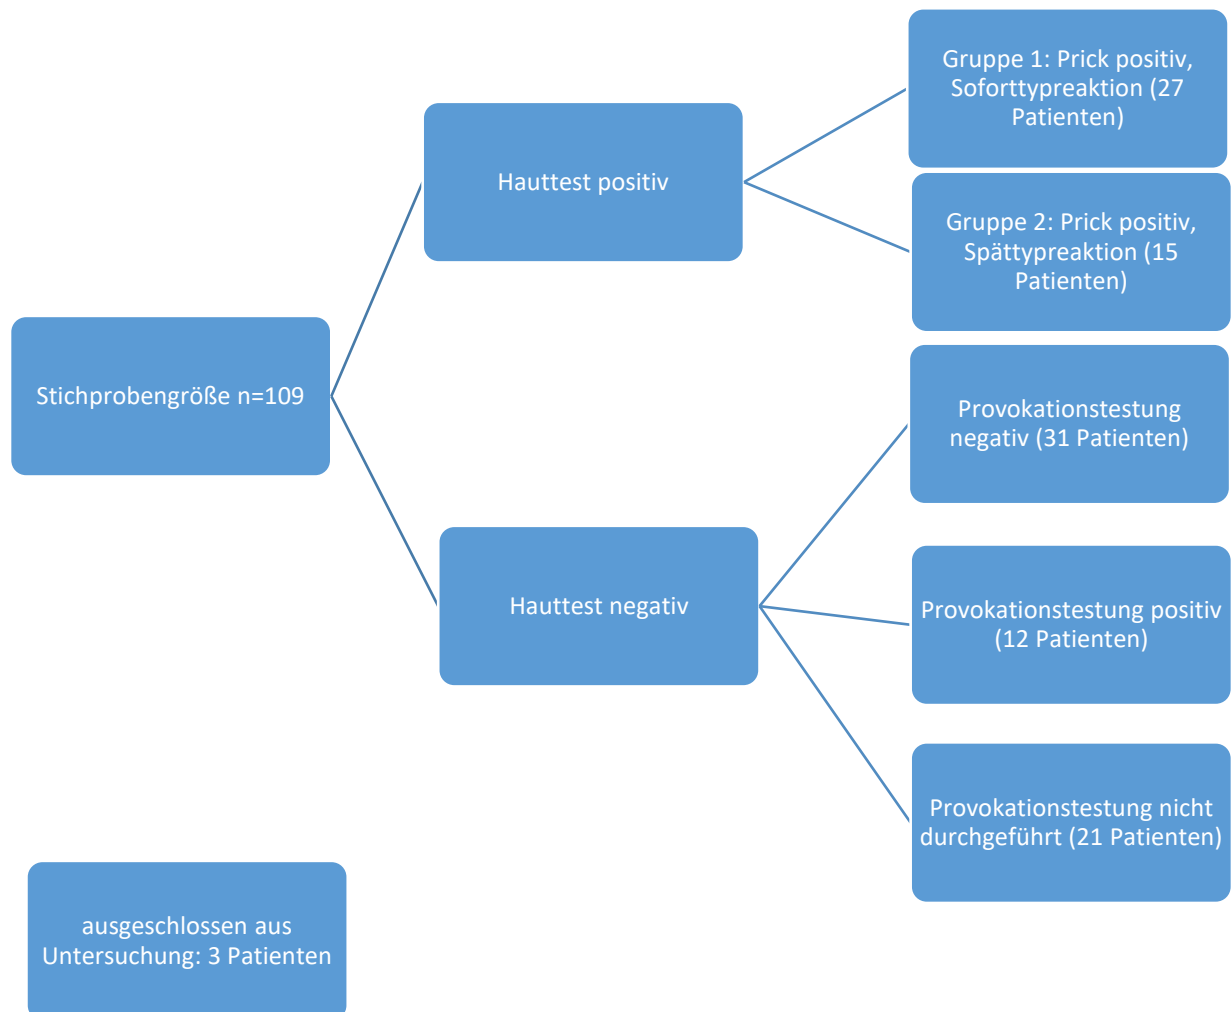 Stichprobengröße n=109
Hauttest positiv
Gruppe 1: Prick positiv,
Soforttypreaktion (27
Patienten)
Gruppe 2: Prick positiv,
Spättypreaktion (15
Patienten)
Hauttest negativ
Provokationstestung
negativ (31 Patienten)
Provokationstestung positiv
(12 Patienten)
Provokationstestung nicht
durchgeführt (21 Patienten)
ausgeschlossen aus
Untersuchung: 3 Patienten